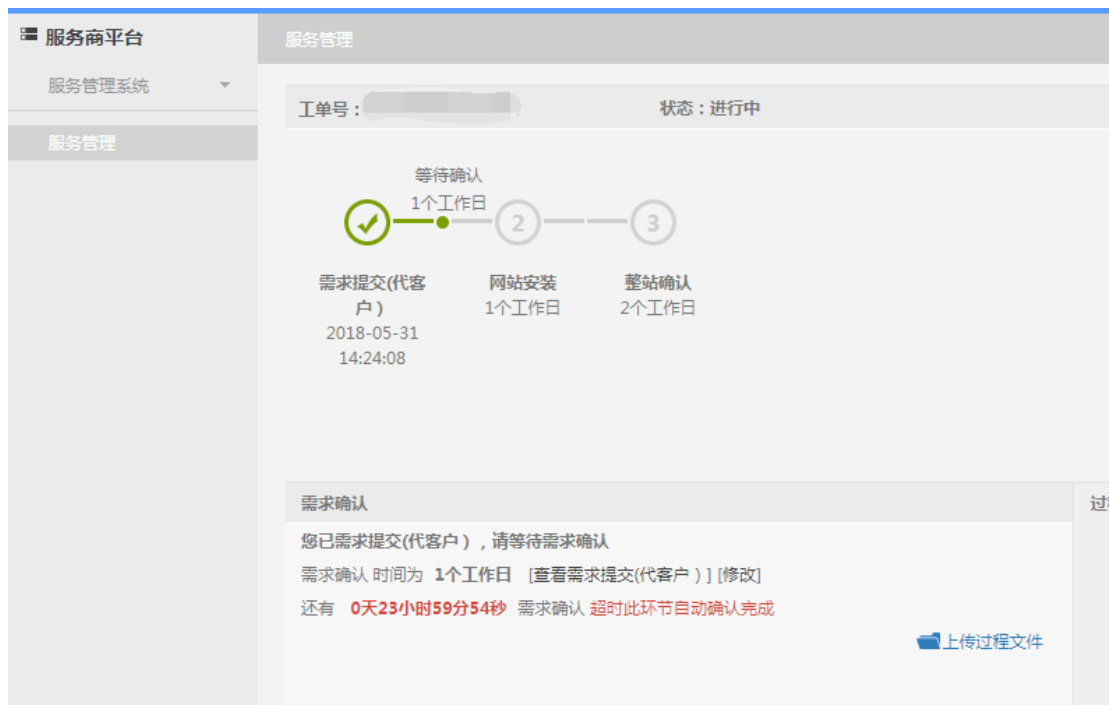 服务商平台
服务管理
服务管理系统
工单号：
状态：进行中
服务管理
等待确认
1个工作日
2
3
需求提交(代客
户）
2018-05-31
14:24:08
网站安装
1个工作日
整站确认
2个工作日
需求确认
您已需求提交(代客户），请等待需求确认
需求确认 时间为 1个工作日 [查看需求提交(代客户）] [修改]
还有 0天23小时59分54秒 需求确认 超时此环节自动确认完成
上传过程文件